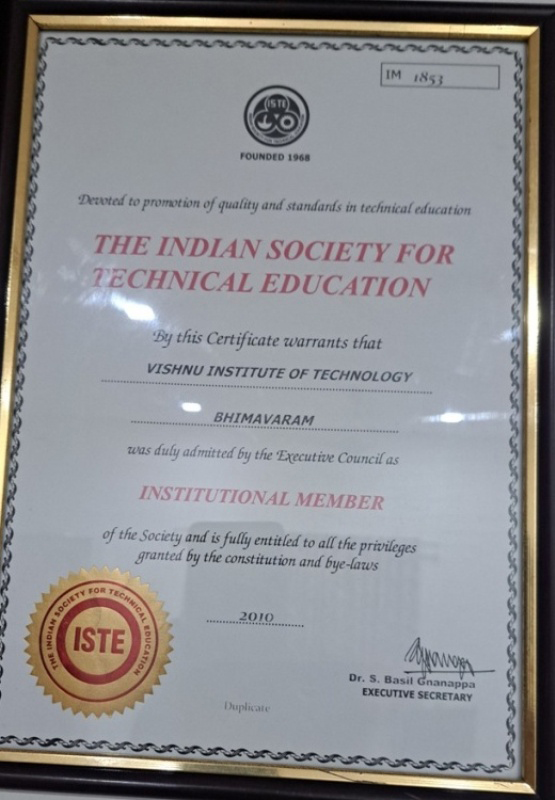 IM 1853
ISTE
FOUNDED 1968
Devoted to promotion of quality and standards in technical education
THE INDIAN SOCIETY FOR
TECHNICAL EDUCATION
By this Certificate warrants that
VISHNU INSTITUTE OF TECHNOLOGY
BHIMAVARAM
was duly admitted by the Executive Council as
INSTITUTIONAL MEMBER
of the Society and is fully entitled to all the privileges
granted by the constitution and bye-laws
2010
THE INDIAN SOCIETY FOR TECHNICAL EDUCATION
ISTE
Dr. S. Basil Gnanappa
EXECUTIVE SECRETARY
Duplicate